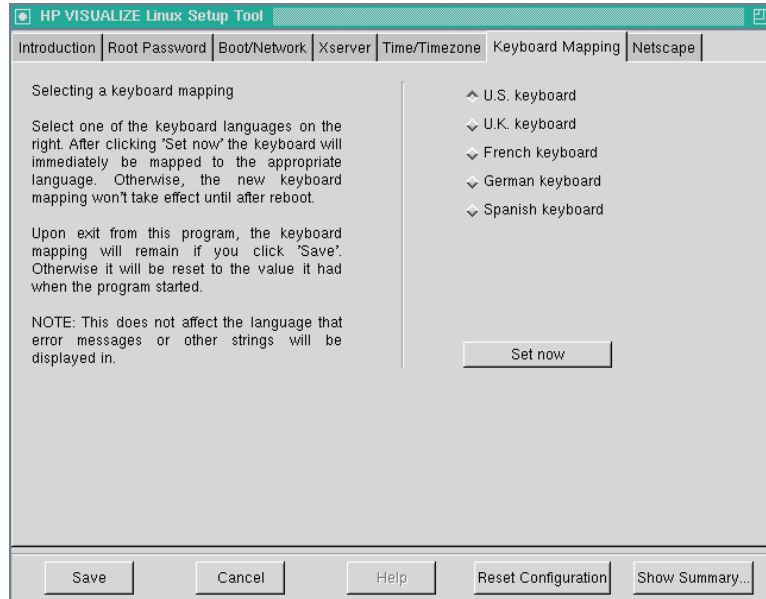 HP VISUALIZE Linux Setup Tool
Introduction Root Password Boot/Network Xserver Time/Timezone Keyboard Mapping Netscape
Selecting a keyboard mapping
Select one of the keyboard languages on the
right. After clicking 'Set now' the keyboard will
immediately be mapped to the appropriate
language. Otherwise, the new keyboard
mapping won't take effect until after reboot.
Upon exit from this program, the keyboard
mapping will remain if you click 'Save'.
Otherwise it will be reset to the value it had
when the program started.
NOTE: This does not affect the language that
error messages or other strings will be
displayed in.
U.S. keyboard
U.K. keyboard
French keyboard
German keyboard
Spanish keyboard
Set now
Save Cancel Help Reset Configuration Show Summary...